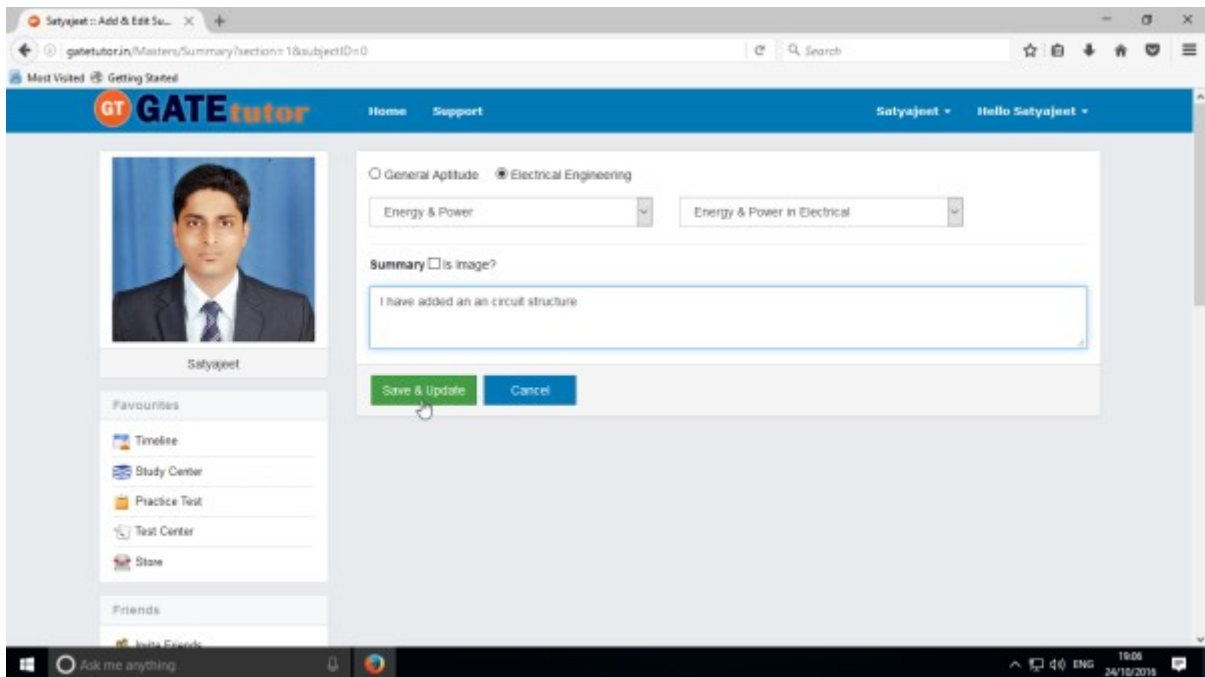 Satyajeet :: Add & Edit Su...
gatetutor.in/Masters/Summary?section=1&subjectID=0
Search
Most Visited Getting Started
GT GATEtutor Home Support Satyajeet Hello Satyajeet
General Aptitude Electrical Engineering
Energy & Power Energy & Power in Electrical
Summary Is Image?
I have added an an circuit structure
Satyajeet
Save & Update Cancel
Favourites
Timeline
Study Center
Practice Test
Test Center
Store
Friends
Invite Friends
Ask me anything ENG 19:06
24/10/2016